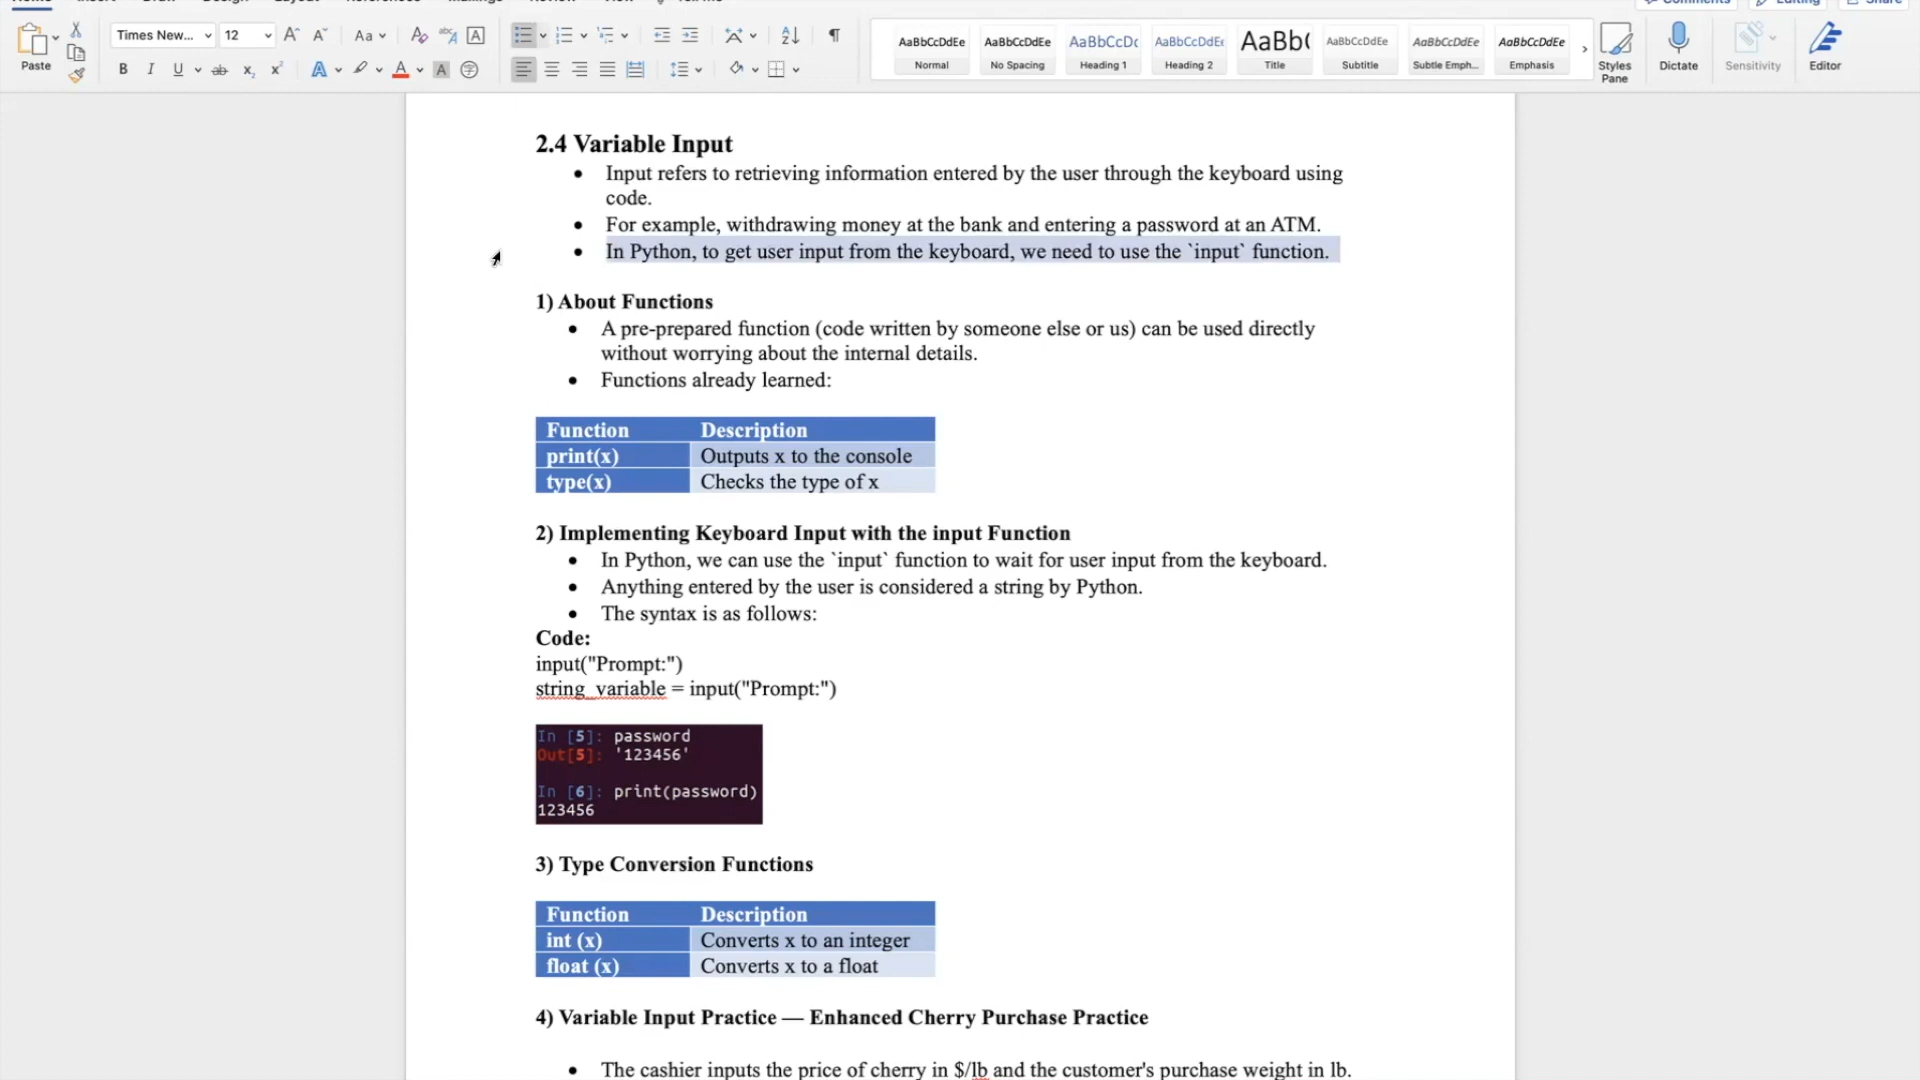 Paste
Times New...
12
Aa
AaBbCcDdEe
Normal
AaBbCcDdEe
No Spacing
AaBbCcDc
Heading 1
AaBbCcDdEe
Heading 2
AaBb(
Title
AaBbCcDdEe
Subtitle
AaBbCcDdEe
Subtle Emph...
AaBbCcDdEe
Emphasis
Styles
Pane
Dictate
Sensitivity
Editor
2.4 Variable Input
• Input refers to retrieving information entered by the user through the keyboard using
code.
• For example, withdrawing money at the bank and entering a password at an ATM.
• In Python, to get user input from the keyboard, we need to use the `input` function.
1) About Functions
• A pre-prepared function (code written by someone else or us) can be used directly
without worrying about the internal details.
• Functions already learned:
Function Description
print(x) Outputs x to the console
type(x) Checks the type of x
2) Implementing Keyboard Input with the input Function
• In Python, we can use the `input` function to wait for user input from the keyboard.
• Anything entered by the user is considered a string by Python.
• The syntax is as follows:
Code:
input("Prompt:")
string_variable = input("Prompt:")
In [5]: password
Out[5]: '123456'
In [6]: print(password)
123456
3) Type Conversion Functions
Function Description
int (x) Converts x to an integer
float (x) Converts x to a float
4) Variable Input Practice — Enhanced Cherry Purchase Practice
• The cashier inputs the price of cherry in $/lb and the customer's purchase weight in lb.